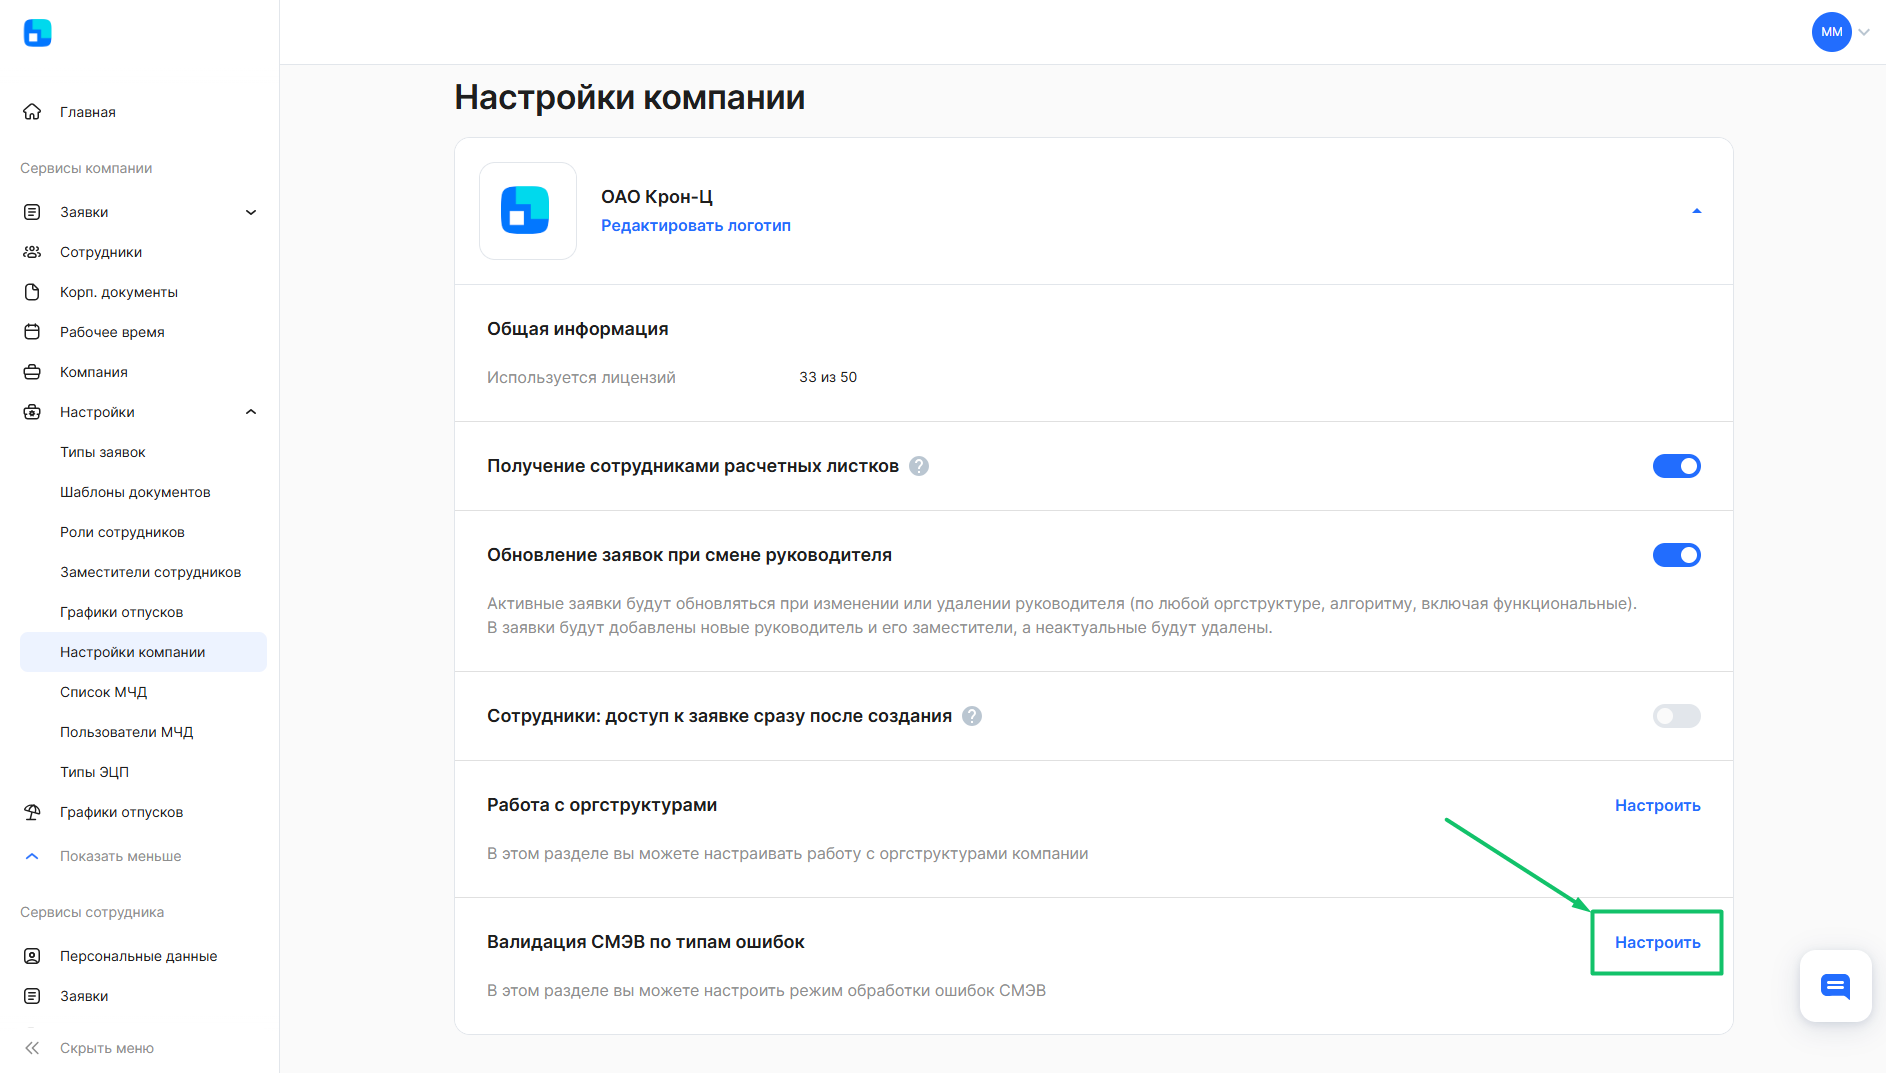 ММ
Главная
Сервисы компании
Заявки
Сотрудники
Корп. документы
Рабочее время
Компания
Настройки
Типы заявок
Шаблоны документов
Роли сотрудников
Заместители сотрудников
Графики отпусков
Настройки компании
Список МЧД
Пользователи МЧД
Типы ЭЦП
Графики отпусков
Показать меньше
Сервисы сотрудника
Персональные данные
Заявки
Скрыть меню
Настройки компании
ОАО Крон-Ц
Редактировать логотип
Общая информация
Используется лицензий 33 из 50
Получение сотрудниками расчетных листков ?
Обновление заявок при смене руководителя
Активные заявки будут обновляться при изменении или удалении руководителя (по любой оргструктуре, алгоритму, включая функциональные).
В заявки будут добавлены новые руководитель и его заместители, а неактуальные будут удалены.
Сотрудники: доступ к заявке сразу после создания ?
Работа с оргструктурами Настроить
В этом разделе вы можете настраивать работу с оргструктурами компании
Валидация СМЭВ по типам ошибок Настроить
В этом разделе вы можете настроить режим обработки ошибок СМЭВ